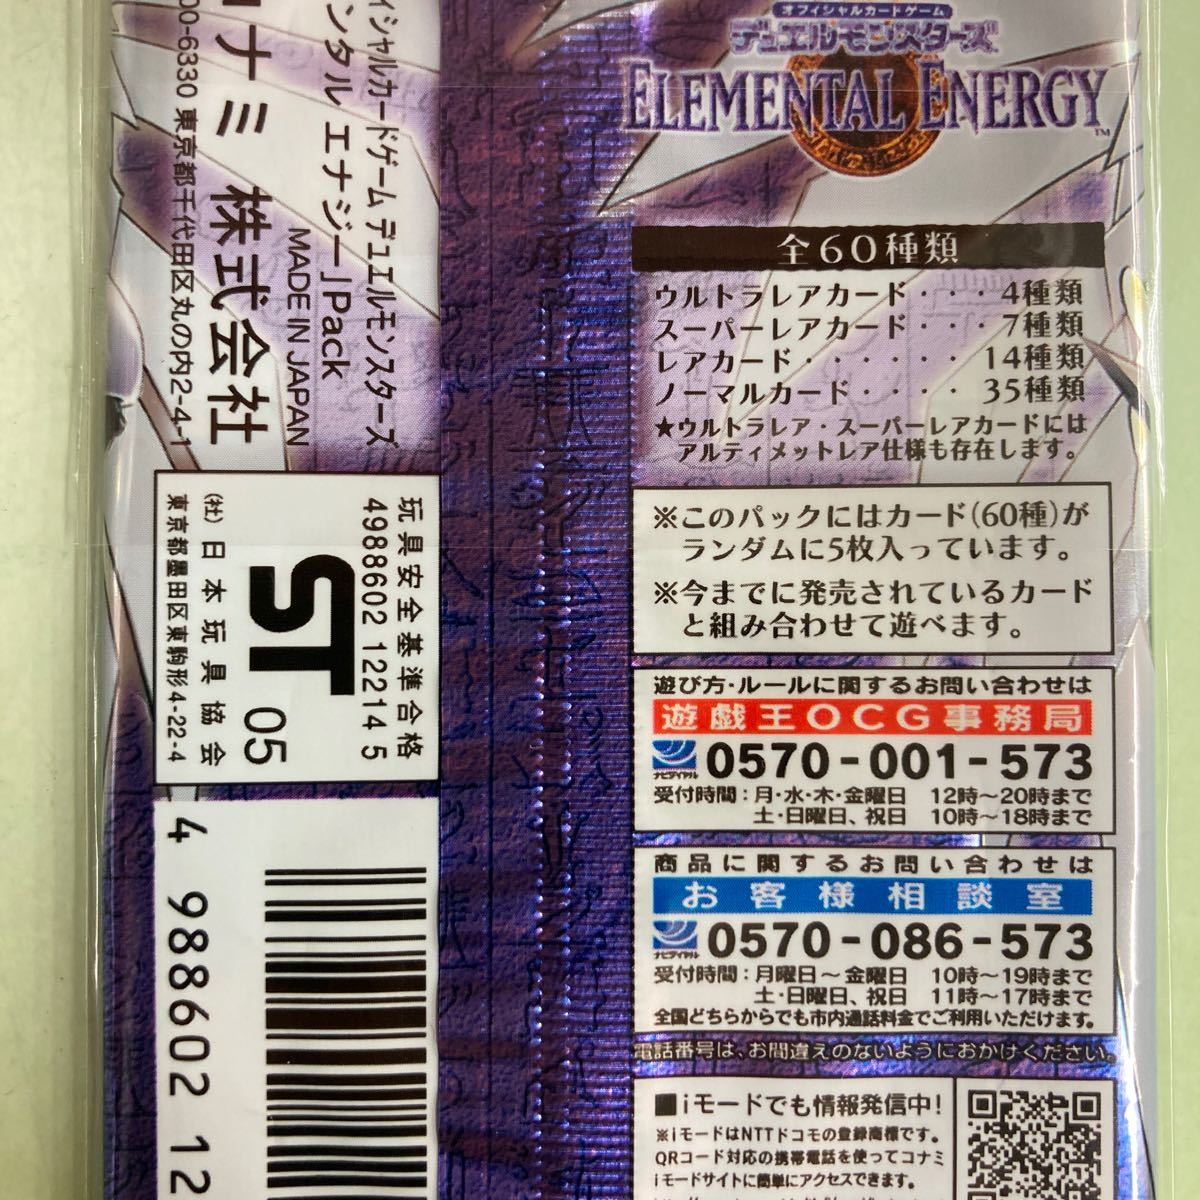 オフィシャルカードゲーム
デュエルモンスターズ
ELEMENTAL ENERGY™
全60種類
ウルトラレアカード・・・4種類
スーパーレアカード・・・7種類
レアカード・・・・・・14種類
ノーマルカード・・・・・35種類
★ウルトラレア・スーパーレアカードには
アルティメットレア仕様も存在します。
※このパックにはカード(60種)が
ランダムに5枚入っています。
※今までに発売されているカード
と組み合わせて遊べます。
遊び方・ルールに関するお問い合わせは
遊戯王OCG事務局
ナビダイヤル 0570-001-573
受付時間：月・水・木・金曜日 12時～20時まで
土・日曜日、祝日 10時～18時まで
商品に関するお問い合わせは
お客様相談室
ナビダイヤル 0570-086-573
受付時間：月曜日～金曜日 10時～19時まで
土・日曜日、祝日 11時～17時まで
全国どちらからでも市内通話料金でご利用いただけます。
電話番号は、お間違えのないようにおかけください。
■iモードでも情報発信中!
※iモードはNTTドコモの登録商標です。
QRコード対応の携帯電話を使ってコナミ
iモードサイトに簡単にアクセスできます。
ィシャルカードゲーム デュエルモンスターズ
ンタル エナジー J Pack
MADE IN JAPAN
ナミ 株式会社
00-6330 東京都千代田区丸の内2-4-1
玩具安全基準合格
4988602 12214 5
ST 05
(社)日本玩具協会
東京都墨田区東駒形4-22-4
4 988602 12